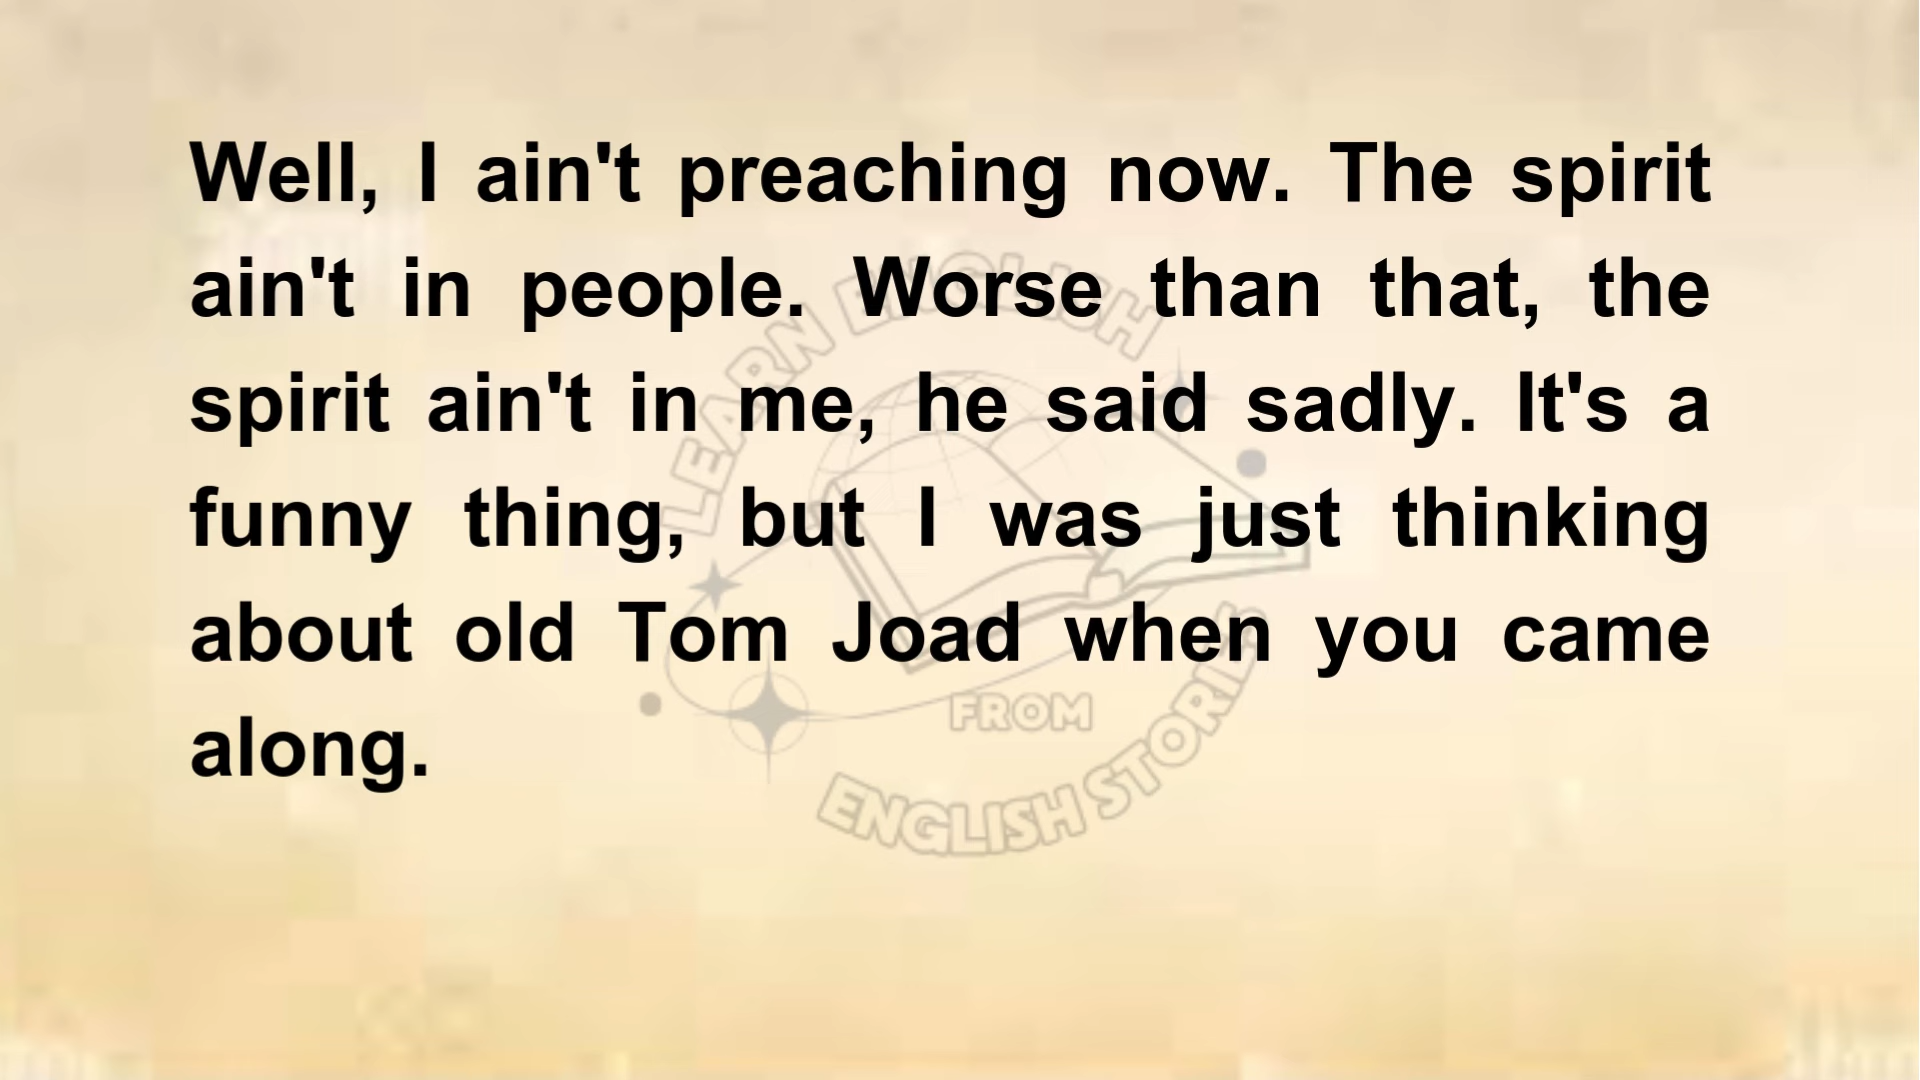 Well, I ain't preaching now. The spirit
ain't in people. Worse than that, the
spirit ain't in me, he said sadly. It's a
funny thing, but I was just thinking
about old Tom Joad when you came
along.
LEARN ENGLISH
FROM
ENGLISH STORIES